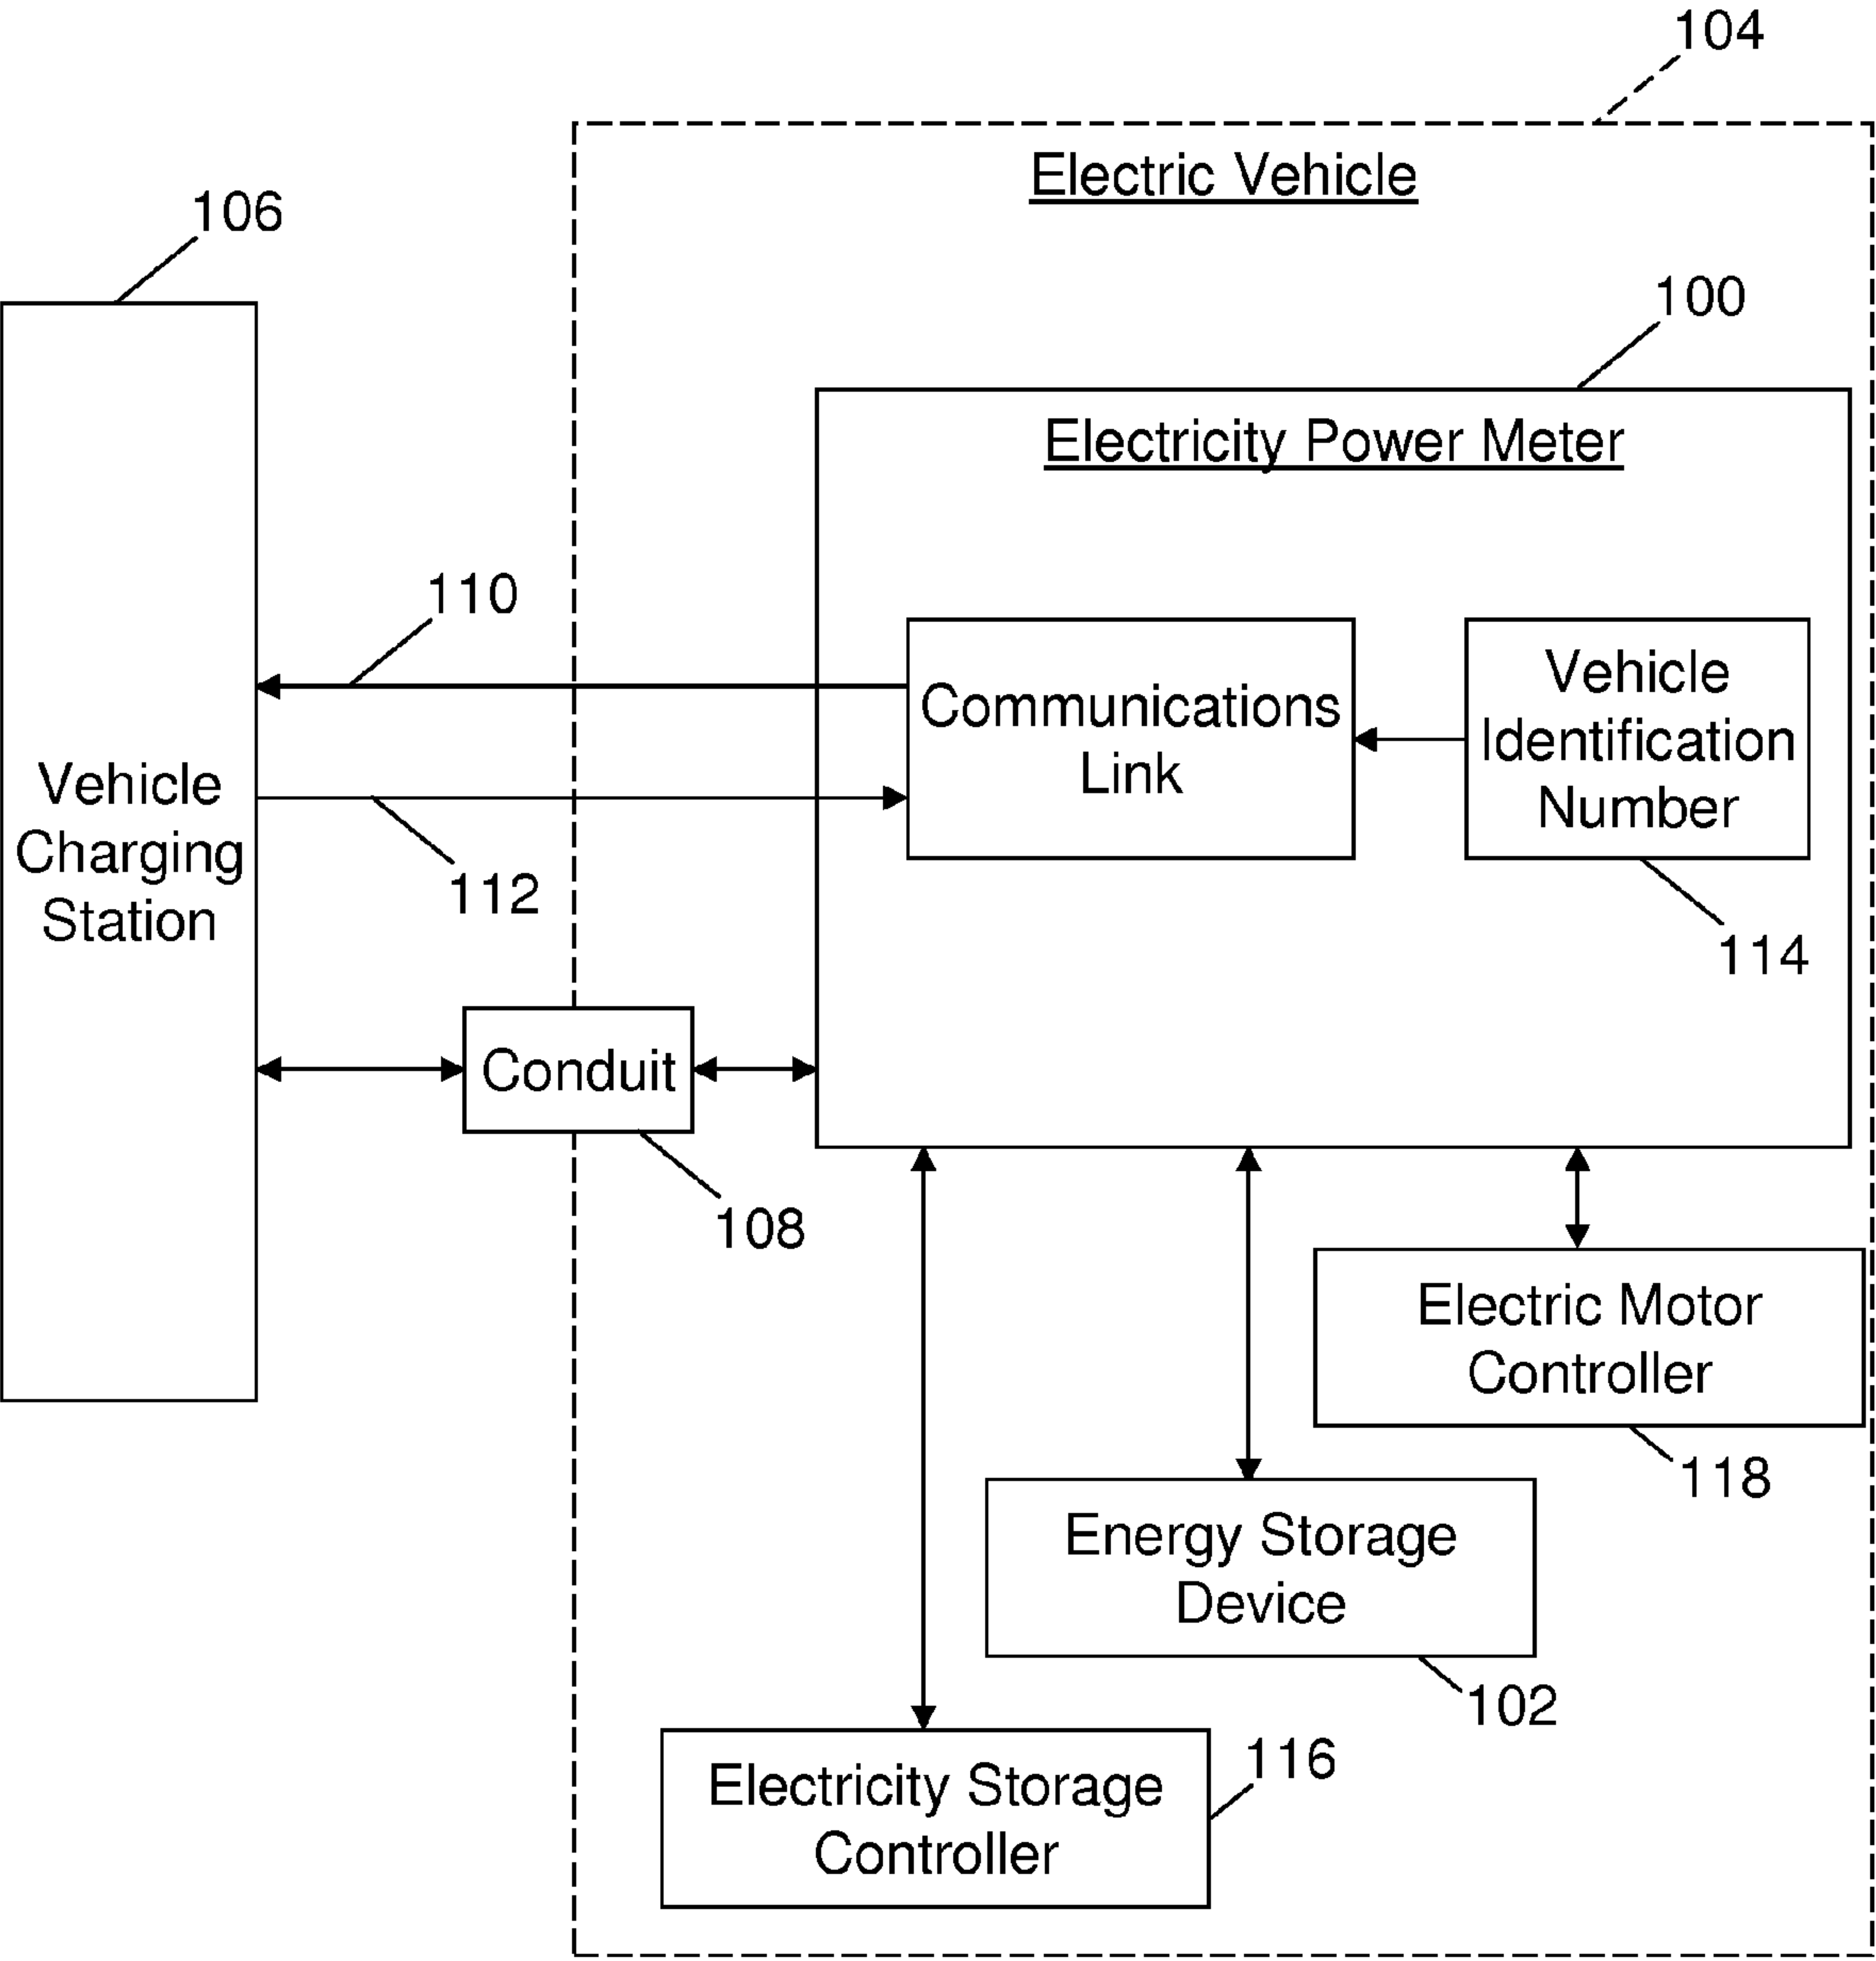 104
Electric Vehicle
106
100
Electricity Power Meter
110
Communications
Link
Vehicle
Identification
Number
Vehicle
Charging
Station
112
114
Conduit
108
Electric Motor
Controller
118
Energy Storage
Device
102
Electricity Storage
Controller
116